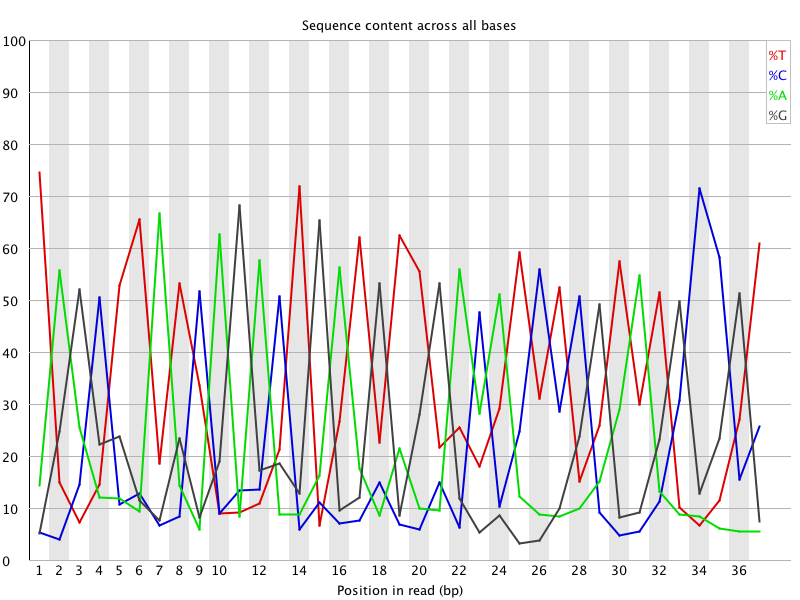 Sequence content across all bases
100
90
80
70
60
50
40
30
20
10
0
%T
%C
%A
%G
1 2 3 4 5 6 7 8 9 10 12 14 16 18 20 22 24 26 28 30 32 34 36
Position in read (bp)